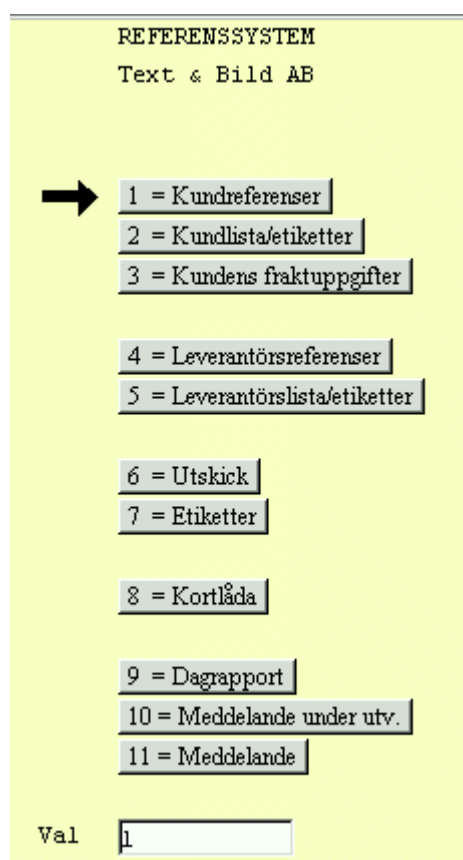 REFERENSSYSTEM
Text & Bild AB
1 = Kundreferenser
2 = Kundlista/etiketter
3 = Kundens fraktuppgifter
4 = Leverantörsreferenser
5 = Leverantörslista/etiketter
6 = Utskick
7 = Etiketter
8 = Kortlåda
9 = Dagrapport
10 = Meddelande under utv.
11 = Meddelande
Val 1